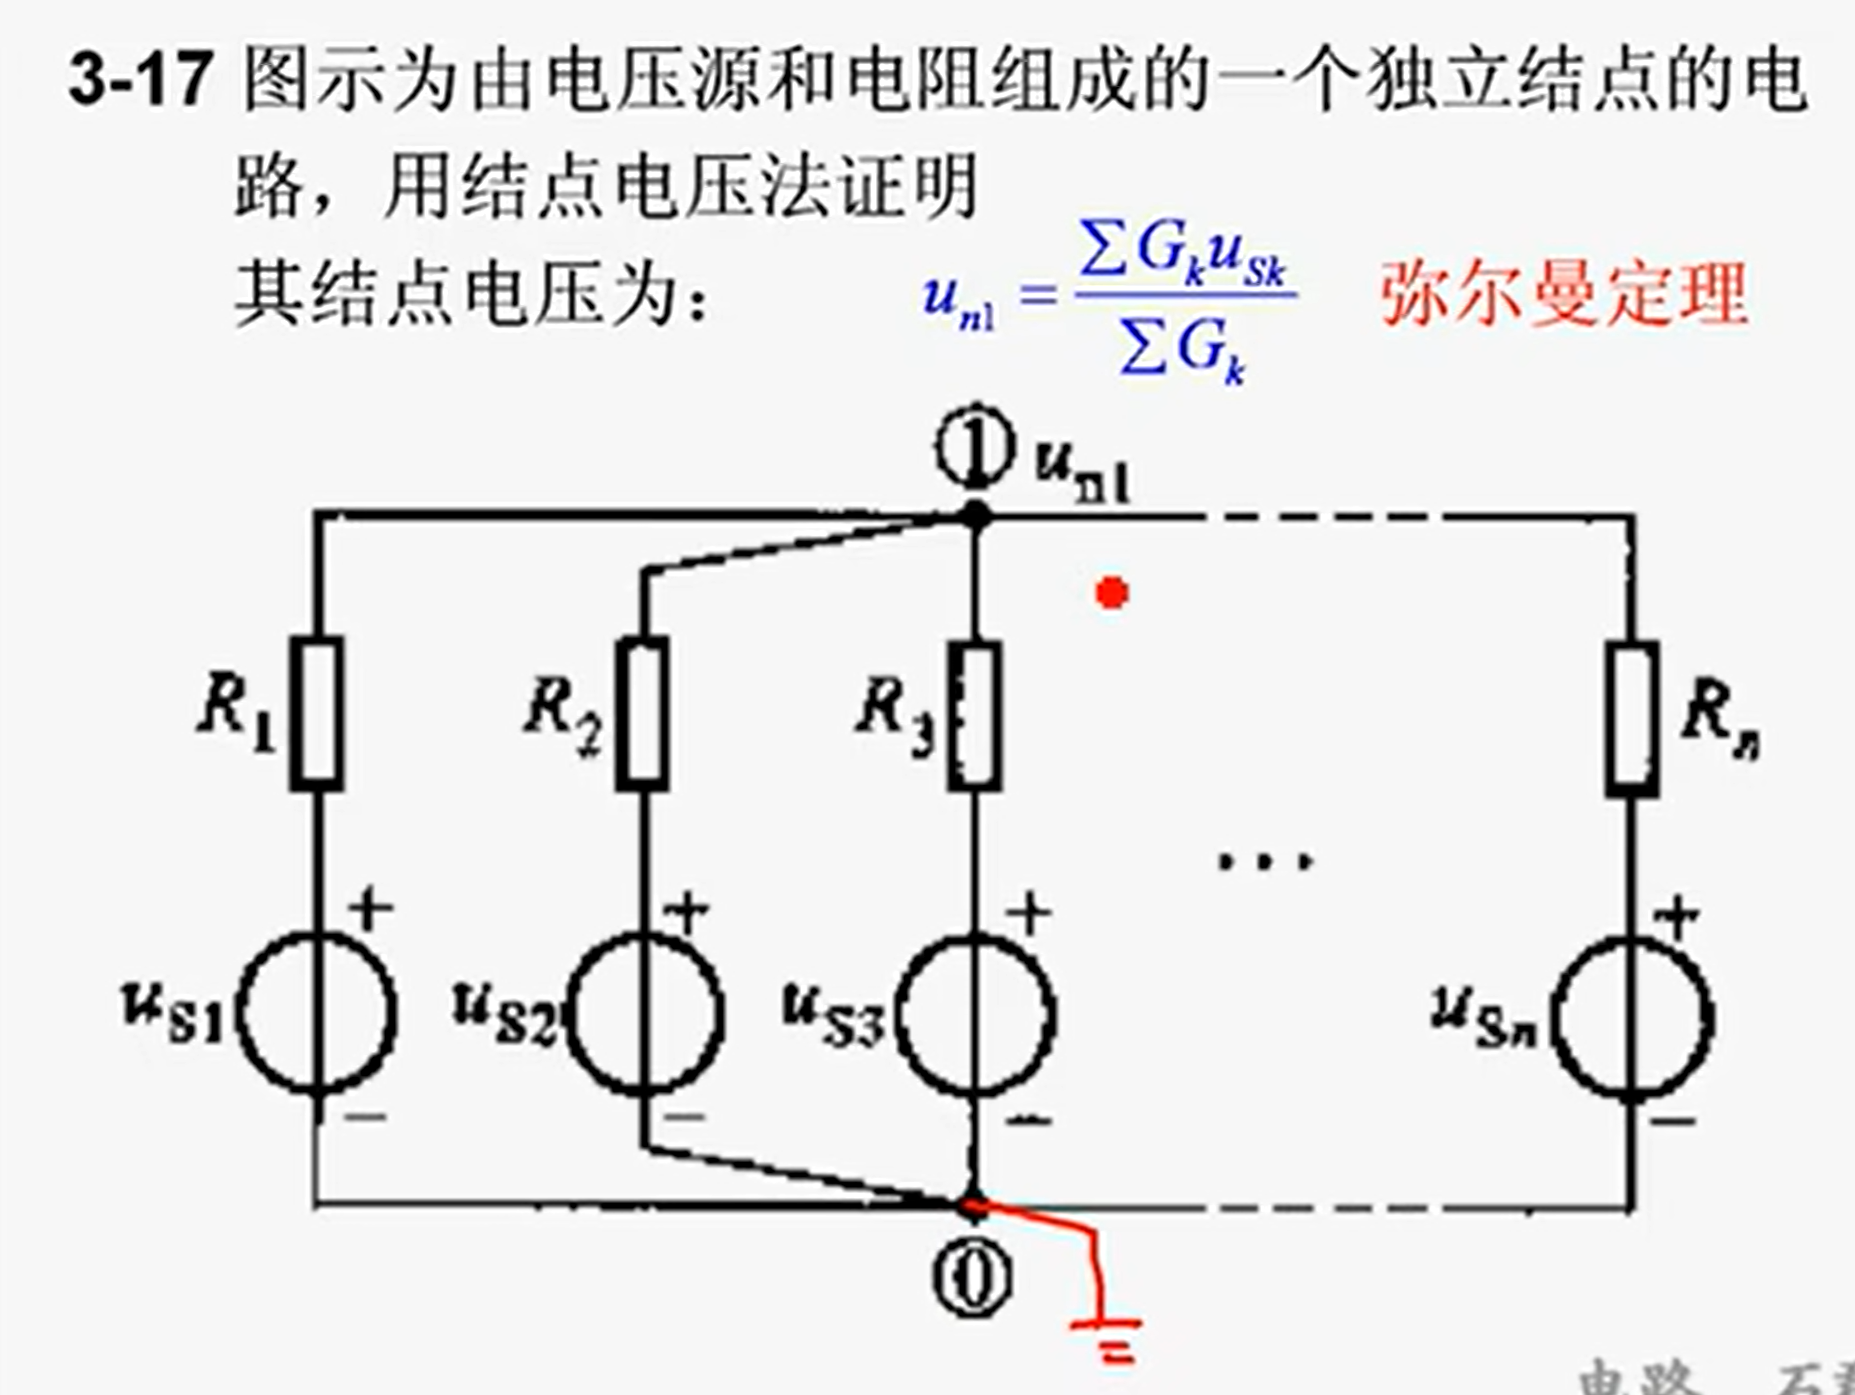 3-17 图示为由电压源和电阻组成的一个独立结点的电
路，用结点电压法证明
其结点电压为： u_{n1} = \frac{\sum G_k u_{Sk}}{\sum G_k} 弥尔曼定理
① u_{n1}
R_1 R_2 R_3 R_n
...
+ + + +
u_{S1} u_{S2} u_{S3} u_{Sn}
− − − −
⓪
电路